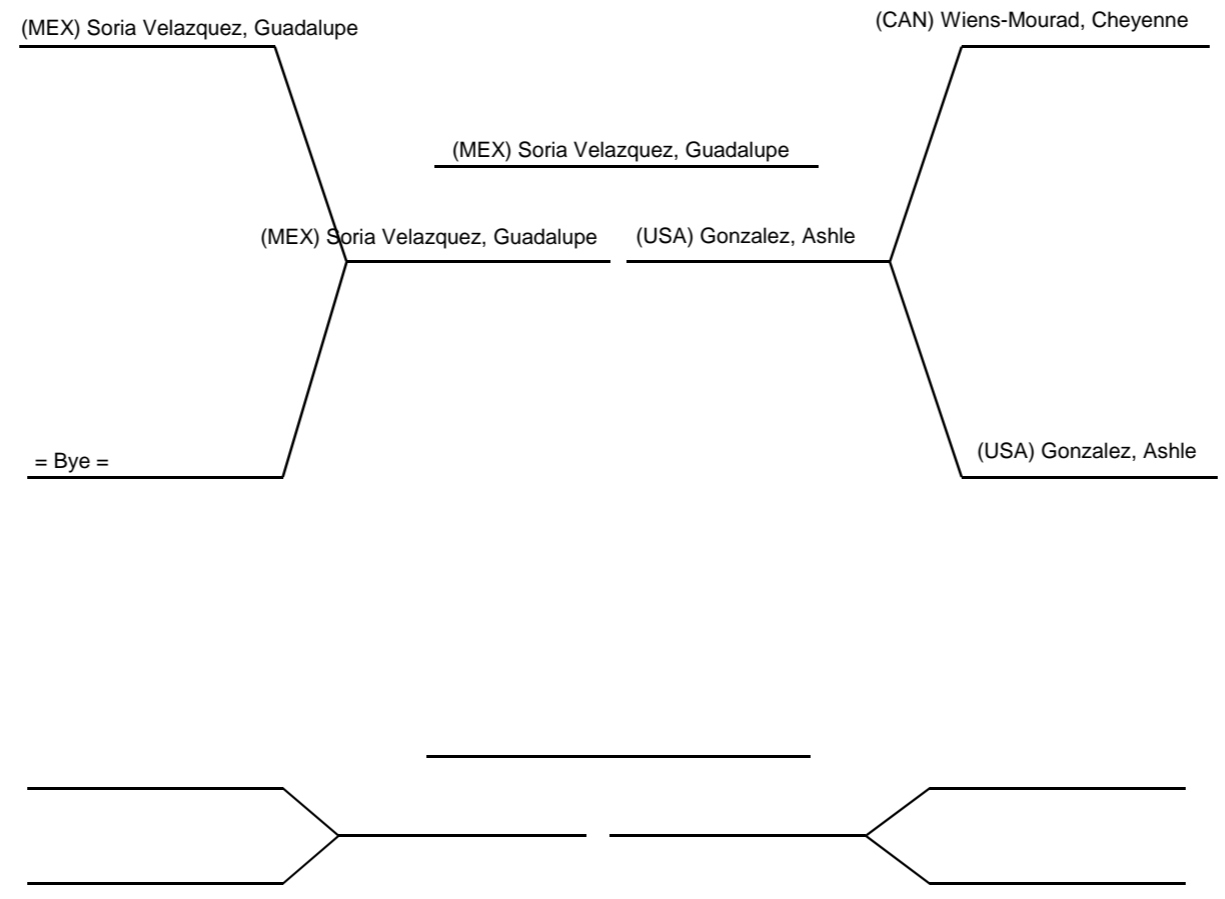 (MEX) Soria Velazquez, Guadalupe
(CAN) Wiens-Mourad, Cheyenne
(MEX) Soria Velazquez, Guadalupe
(MEX) Soria Velazquez, Guadalupe
(USA) Gonzalez, Ashle
= Bye =
(USA) Gonzalez, Ashle